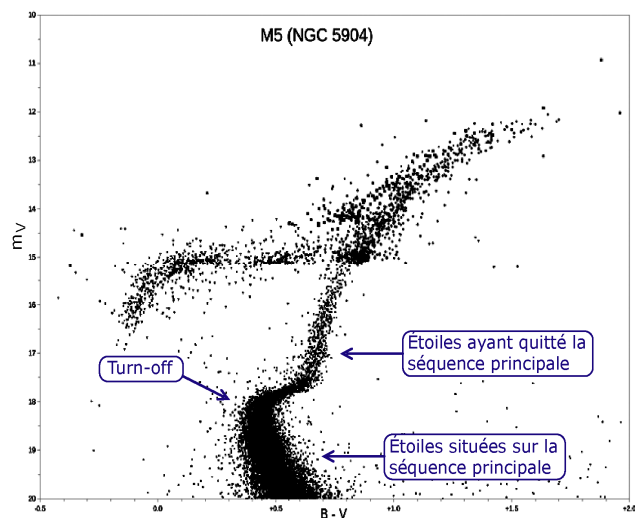 M5 (NGC 5904)
10
11
12
13
14
15
16
17
18
19
20
mV
Étoiles ayant quitté la
séquence principale
Turn-off
Étoiles situées sur la
séquence principale
-0.5
0.0
+0.5
+1.0
+1.5
+2.0
B - V